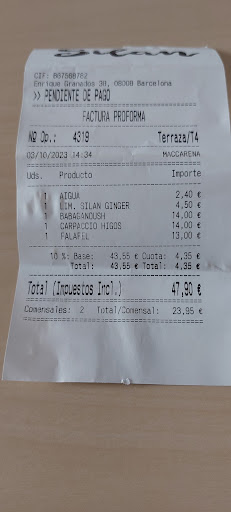 Silan
CIF: B67568702
Enrique Granados 30, 08008 Barcelona
>> PENDIENTE DE PAGO
FACTURA PROFORMA
Nº Op.: 4319 Terraza/T4
03/10/2023 14:34 MACCARENA
Uds. Producto Importe
1 AIGUA 2,40 €
1 LIM. SILAN GINGER 4,50 €
1 BABAGANOUSH 14,00 €
1 CARPACCIO HIGOS 14,00 €
1 FALAFEL 13,00 €
10 %: Base: 43,55 € Cuota: 4,35 €
Total: 43,55 € Total: 4,35 €
Total (Impuestos Incl.) 47,90 €
Comensales: 2 Total/Comensal: 23,95 €